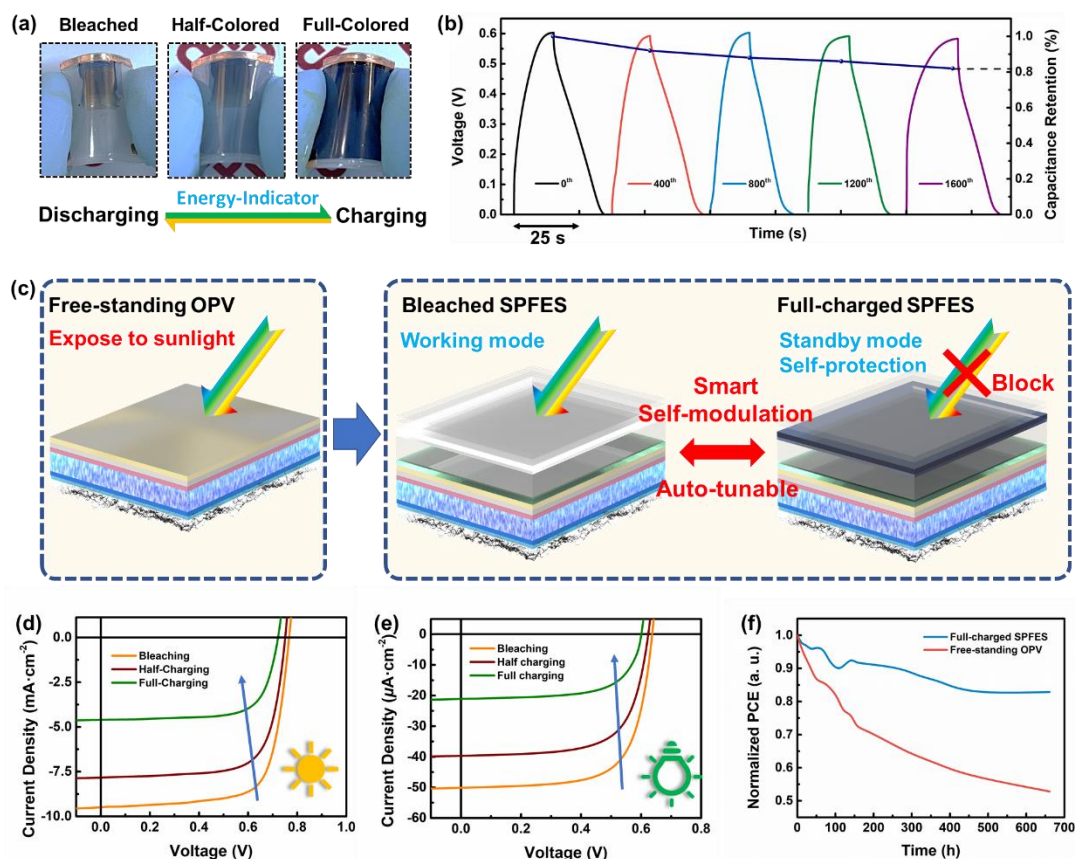 (a)
Bleached Half-Colored Full-Colored
Energy-Indicator
Discharging Charging
(b)
0.6
0.5
0.4
0.3
0.2
0.1
0.0
Voltage (V)
0th 400th 800th 1200th 1600th
1.0
0.8
0.6
0.4
0.2
0.0
Capacitance Retention (%)
25 s
Time (s)
(c)
Free-standing OPV
Expose to sunlight
Bleached SPFES
Working mode
Smart
Self-modulation
Auto-tunable
Full-charged SPFES
Standby mode
Self-protection
Block
(d)
0.0
-2.5
-5.0
-7.5
-10.0
Current Density (mA·cm-2)
Bleaching
Half-Charging
Full-Charging
0.0 0.2 0.4 0.6 0.8 1.0
Voltage (V)
(e)
10
0
-10
-20
-30
-40
-50
-60
Current Density (μA·cm-2)
Bleaching
Half charging
Full charging
0.0 0.2 0.4 0.6 0.8
Voltage (V)
(f)
1.0
0.9
0.8
0.7
0.6
0.5
Normalized PCE (a. u.)
Full-charged SPFES
Free-standing OPV
0 100 200 300 400 500 600 700
Time (h)